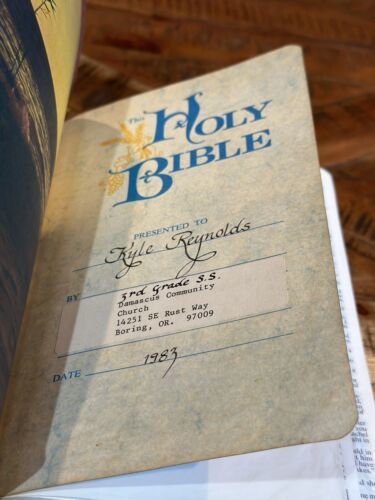 This
HOLY
BIBLE
PRESENTED TO
Kyle Reynolds
BY 3rd Grade S.S.
Damascus Community
Church
14251 SE Rust Way
Boring, OR. 97009
DATE 1983